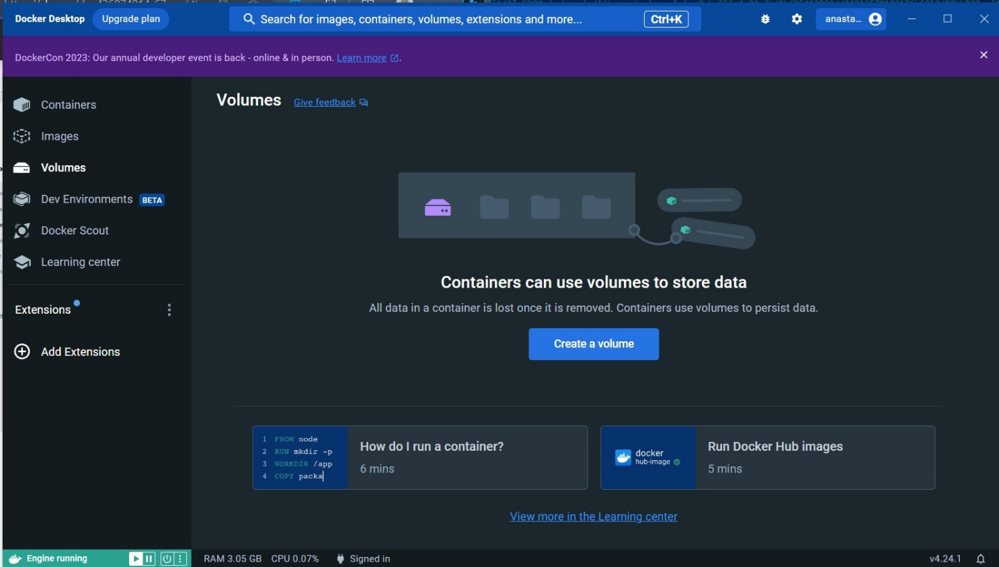 Docker Desktop
Upgrade plan
Search for images, containers, volumes, extensions and more...
Ctrl+K
anasta...
DockerCon 2023: Our annual developer event is back - online & in person. Learn more.
Containers
Images
Volumes
Dev Environments BETA
Docker Scout
Learning center
Extensions
Add Extensions
Volumes Give feedback
Containers can use volumes to store data
All data in a container is lost once it is removed. Containers use volumes to persist data.
Create a volume
1 FROM node
2 RUN mkdir -p
3 WORKDIR /app
4 COPY packa
How do I run a container?
6 mins
docker
hub-image
Run Docker Hub images
5 mins
View more in the Learning center
Engine running
RAM 3.05 GB CPU 0.07% Signed in
v4.24.1